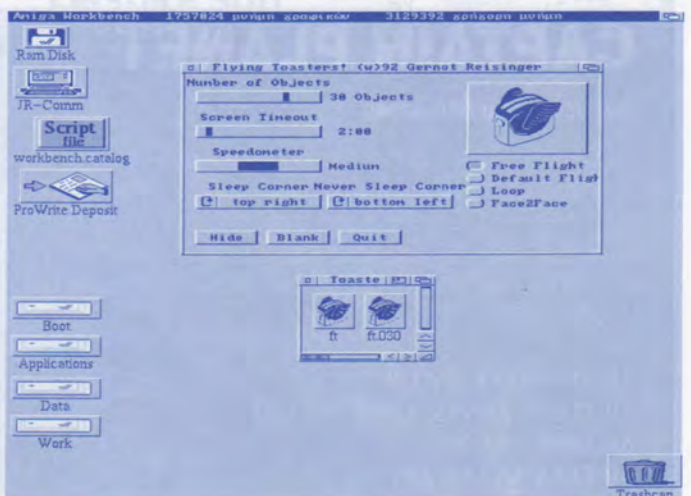 Amiga Workbench 1757024 μνήμη γραφικών 3129392 γρήγορη μνήμη
Ram Disk
JR-Comm
Script
file
workbench.catalog
ProWrite Deposit
Boot
Applications
Data
Work
Flying Toasters! (w)92 Gernot Reisinger
Number of Objects
30 Objects
Screen Timeout
2:00
Speedometer
Medium
Sleep Corner Never Sleep Corner
top right bottom left
Hide Blank Quit
Free Flight
Default Fligh
Loop
Face2Face
Toaste
ft ft.030
Trashcan